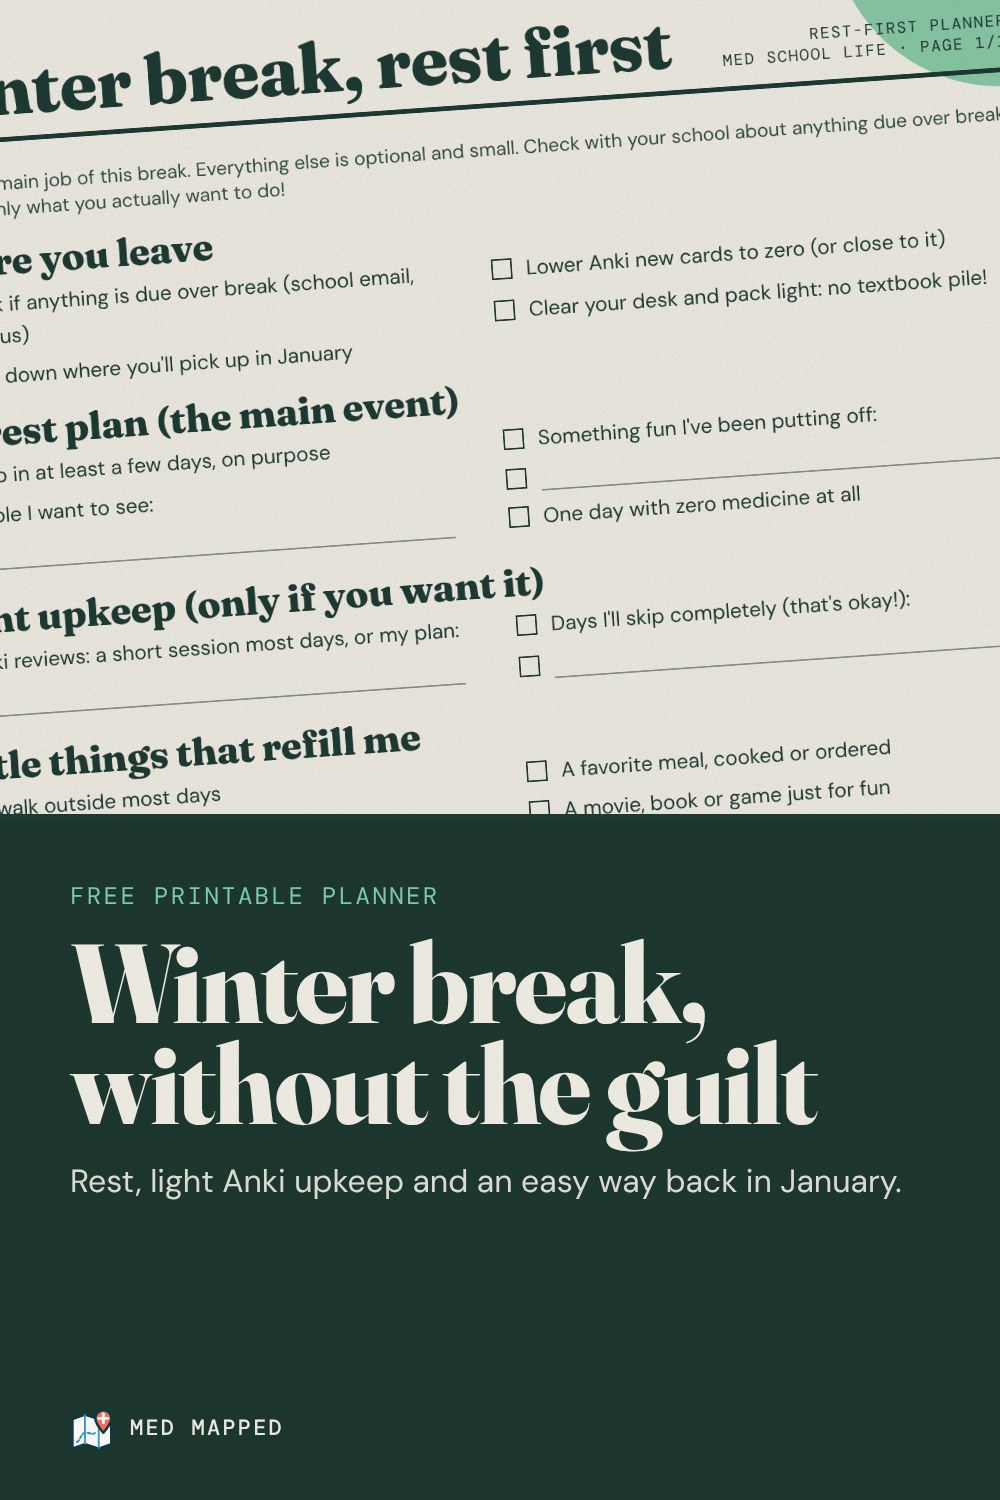 nter break, rest first
REST-FIRST PLANNER
MED SCHOOL LIFE · PAGE 1/1
main job of this break. Everything else is optional and small. Check with your school about anything due over break
nly what you actually want to do!
re you leave
if anything is due over break (school email,
us)
down where you'll pick up in January
Lower Anki new cards to zero (or close to it)
Clear your desk and pack light: no textbook pile!
rest plan (the main event)
p in at least a few days, on purpose
ple I want to see:
Something fun I've been putting off:
One day with zero medicine at all
nt upkeep (only if you want it)
ki reviews: a short session most days, or my plan:
Days I'll skip completely (that's okay!):
tle things that refill me
walk outside most days
A favorite meal, cooked or ordered
A movie, book or game just for fun
FREE PRINTABLE PLANNER
Winter break,
without the guilt
Rest, light Anki upkeep and an easy way back in January.
MED MAPPED